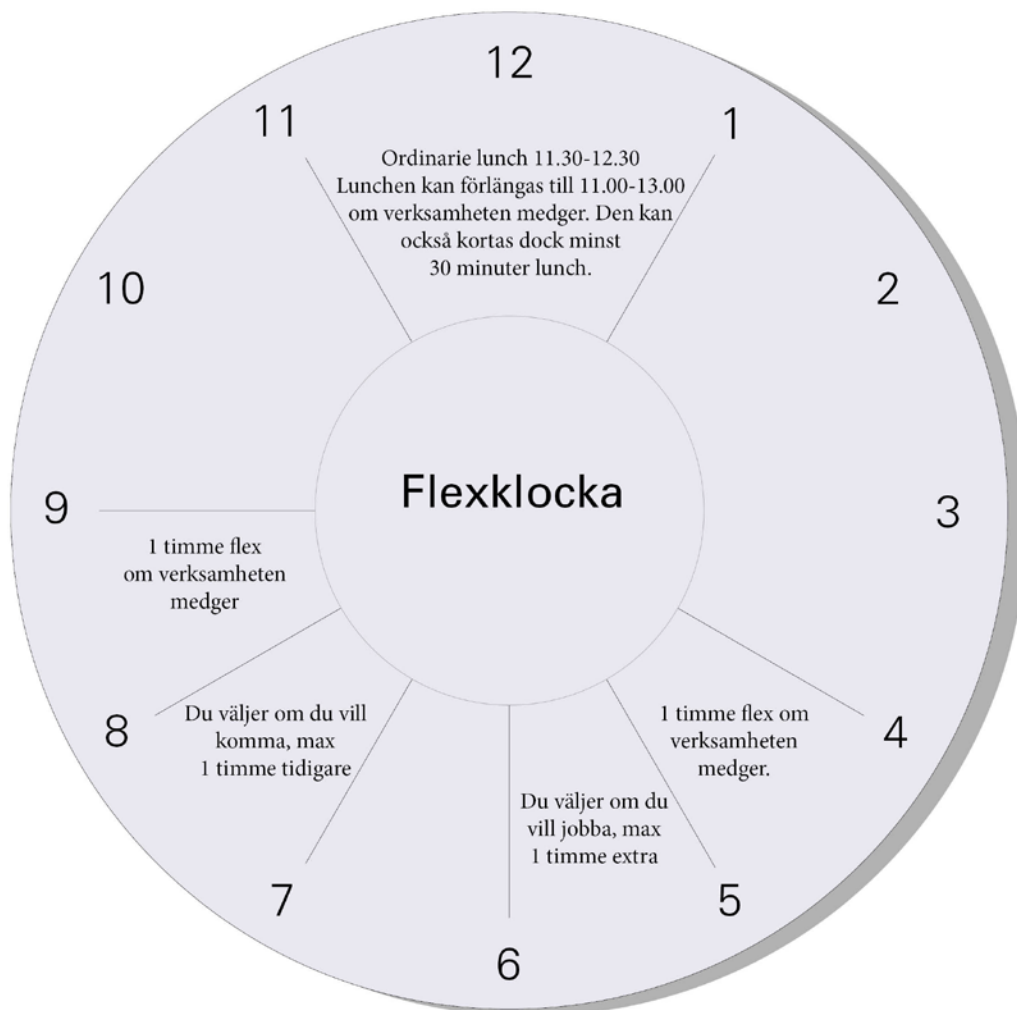 12
11
1
Ordinarie lunch 11.30-12.30
Lunchen kan förlängas till 11.00-13.00
om verksamheten medger. Den kan
också kortas dock minst
30 minuter lunch.
10
2
Flexklocka
9
3
1 timme flex
om verksamheten
medger
8
Du väljer om du vill
komma, max
1 timme tidigare
1 timme flex om
verksamheten
medger.
4
Du väljer om du
vill jobba, max
1 timme extra
7
5
6